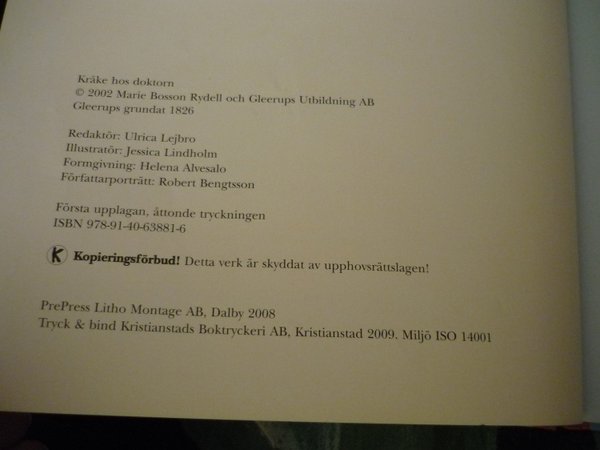 Kråke hos doktorn
© 2002 Marie Bosson Rydell och Gleerups Utbildning AB
Gleerups grundat 1826
Redaktör: Ulrica Lejbro
Illustratör: Jessica Lindholm
Formgivning: Helena Alvesalo
Författarporträtt: Robert Bengtsson
Första upplagan, åttonde tryckningen
ISBN 978-91-40-63881-6
K Kopieringsförbud! Detta verk är skyddat av upphovsrättslagen!
PrePress Litho Montage AB, Dalby 2008
Tryck & bind Kristianstads Boktryckeri AB, Kristianstad 2009. Miljö ISO 14001